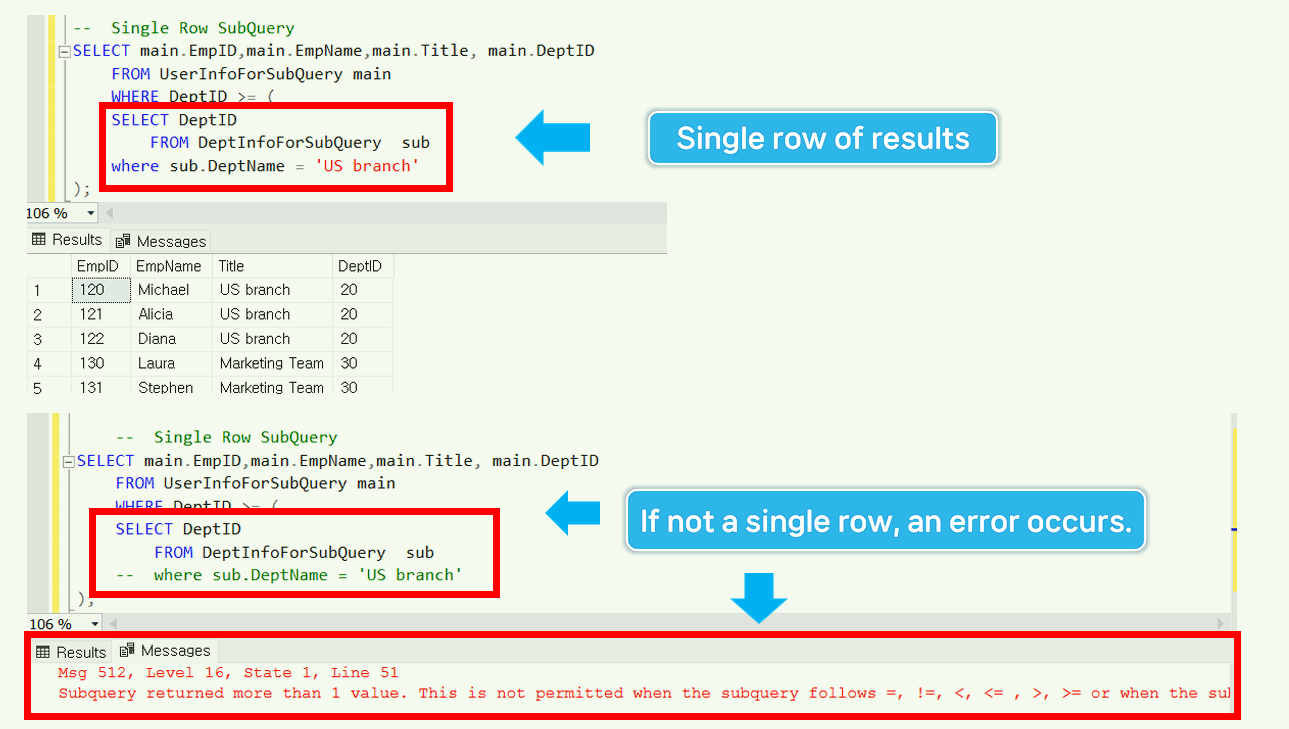 -- Single Row SubQuery
SELECT main.EmpID,main.EmpName,main.Title, main.DeptID
FROM UserInfoForSubQuery main
WHERE DeptID >= (
SELECT DeptID
FROM DeptInfoForSubQuery sub
where sub.DeptName = 'US branch'
);
Single row of results
106 %
Results Messages
EmpID EmpName Title DeptID
1 120 Michael US branch 20
2 121 Alicia US branch 20
3 122 Diana US branch 20
4 130 Laura Marketing Team 30
5 131 Stephen Marketing Team 30
-- Single Row SubQuery
SELECT main.EmpID,main.EmpName,main.Title, main.DeptID
FROM UserInfoForSubQuery main
WHERE DeptID >= (
SELECT DeptID
FROM DeptInfoForSubQuery sub
-- where sub.DeptName = 'US branch'
);
If not a single row, an error occurs.
106 %
Results Messages
Msg 512, Level 16, State 1, Line 51
Subquery returned more than 1 value. This is not permitted when the subquery follows =, !=, <, <= , >, >= or when the